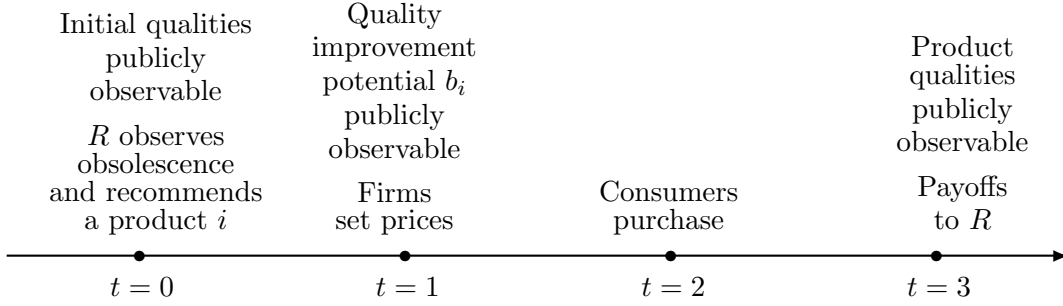 Initial qualities
publicly
observable
R observes
obsolescence
and recommends
a product i
t = 0
Quality
improvement
potential b_i
publicly
observable
Firms
set prices
t = 1
Consumers
purchase
t = 2
Product
qualities
publicly
observable
Payoffs
to R
t = 3